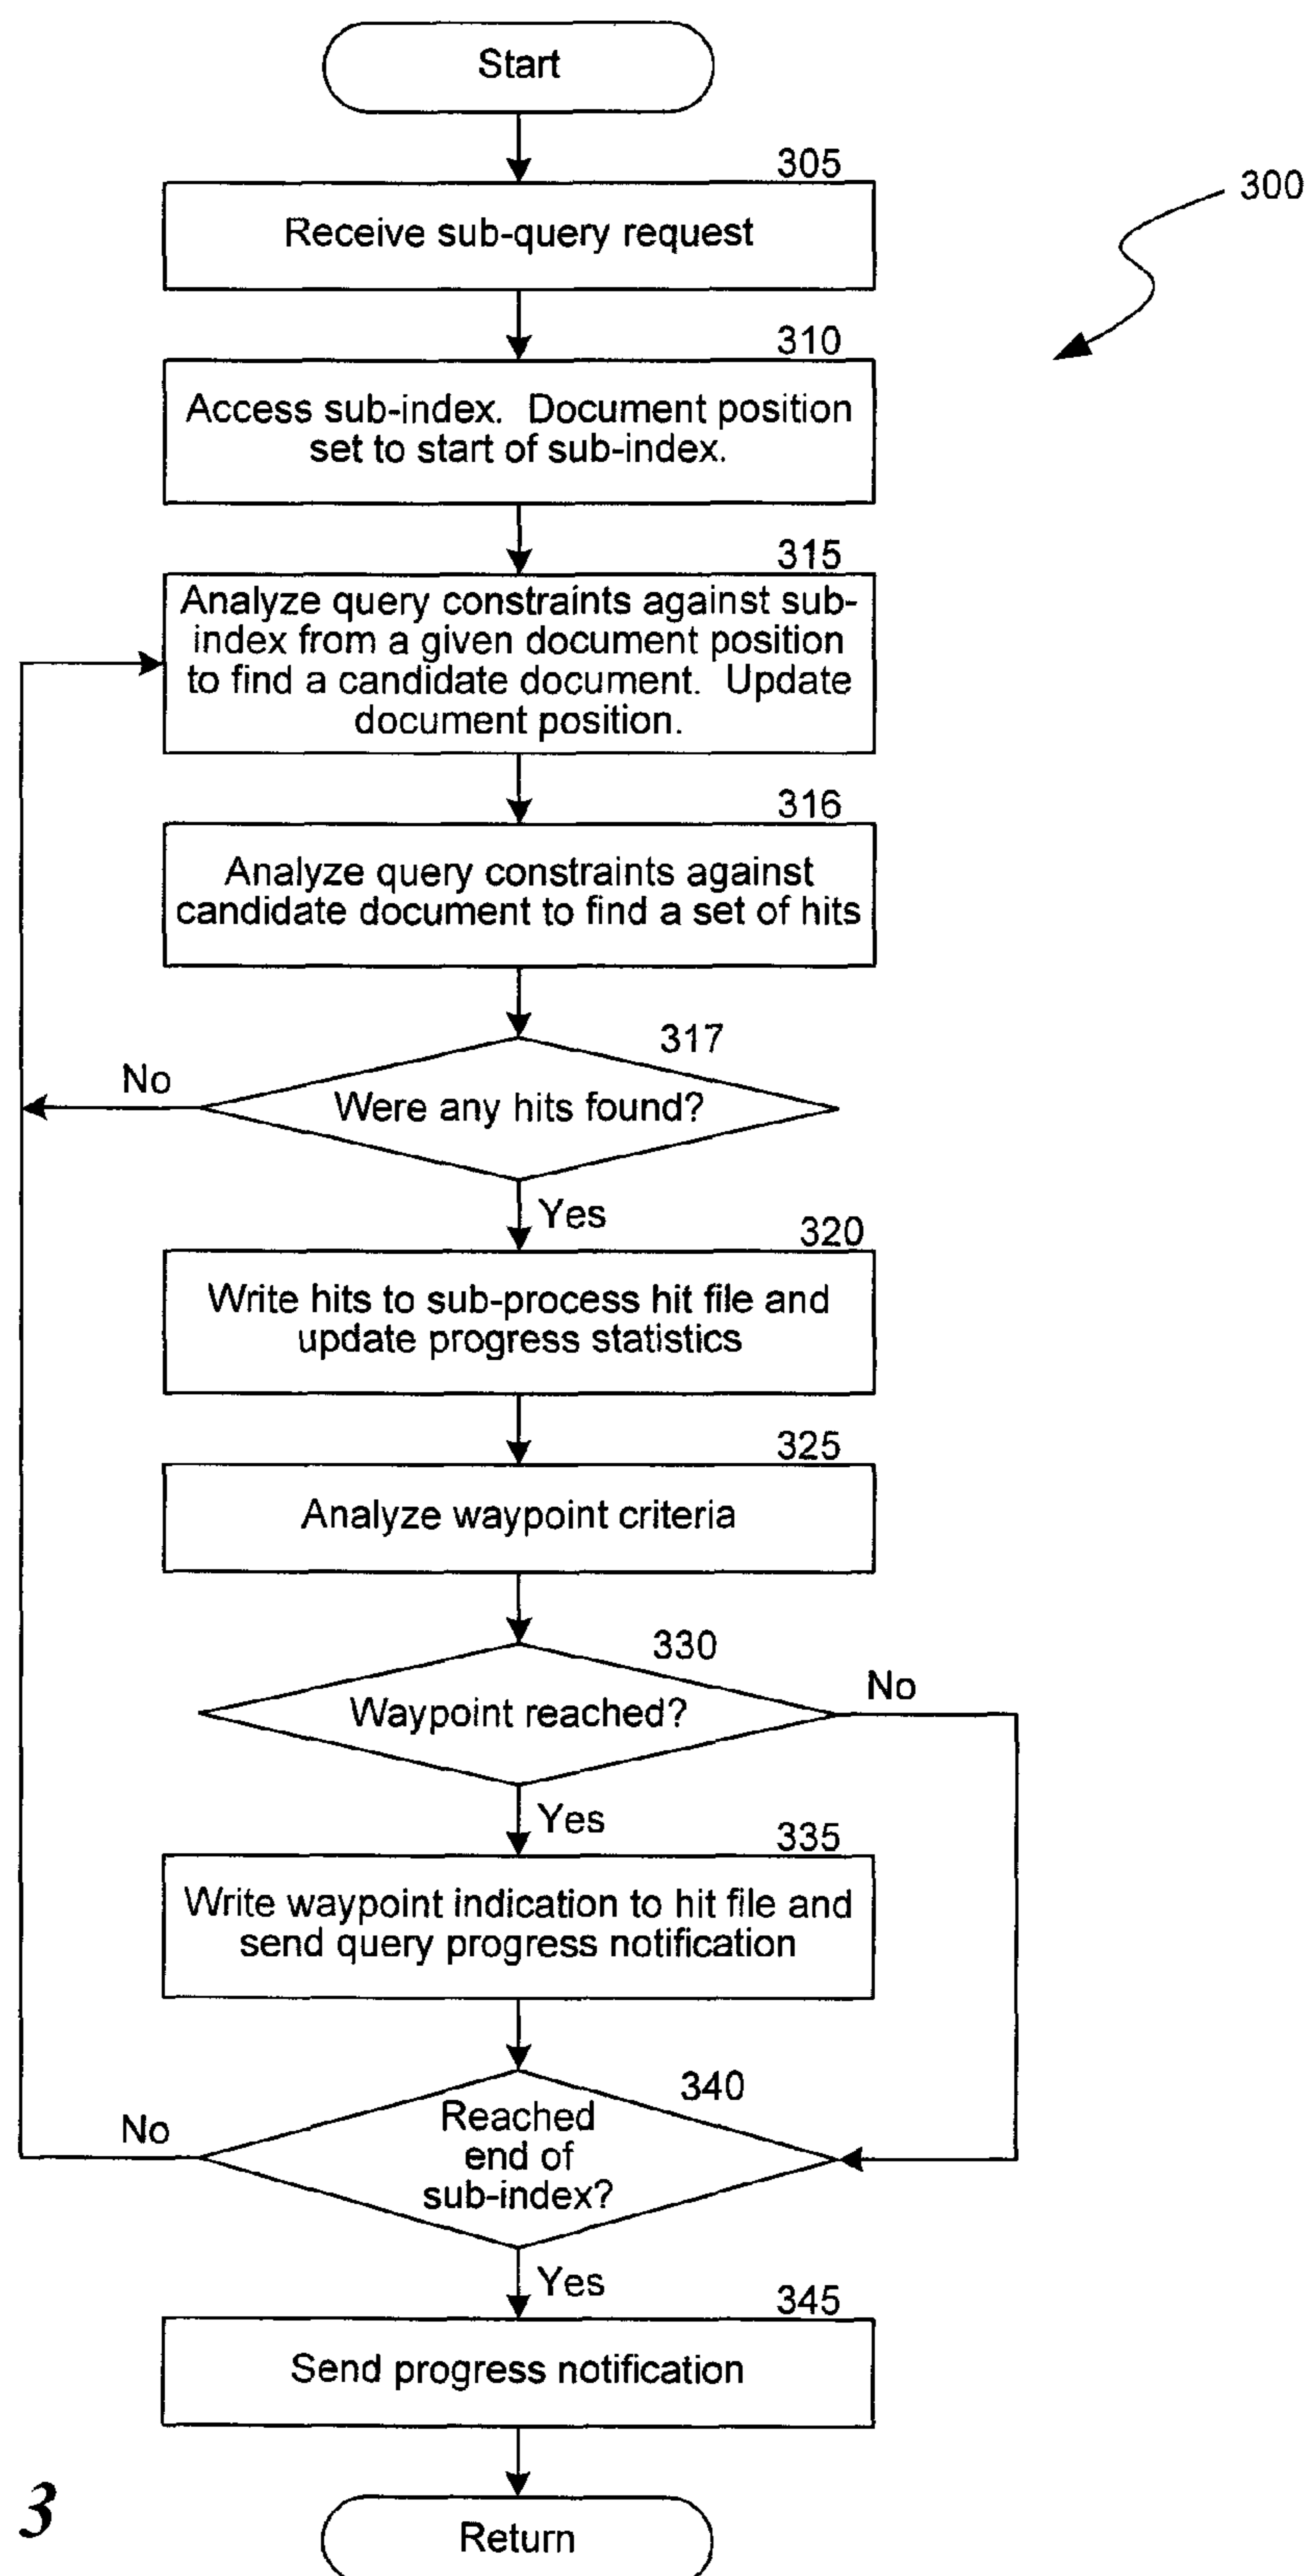 Start
305
300
Receive sub-query request
310
Access sub-index.  Document position
set to start of sub-index.
315
Analyze query constraints against sub-
index from a given document position
to find a candidate document.  Update
document position.
316
Analyze query constraints against
candidate document to find a set of hits
317
No
Were any hits found?
Yes
320
Write hits to sub-process hit file and
update progress statistics
325
Analyze waypoint criteria
330
No
Waypoint reached?
Yes
335
Write waypoint indication to hit file and
send query progress notification
340
No
Reached
end of
sub-index?
Yes
345
Send progress notification
3
Return